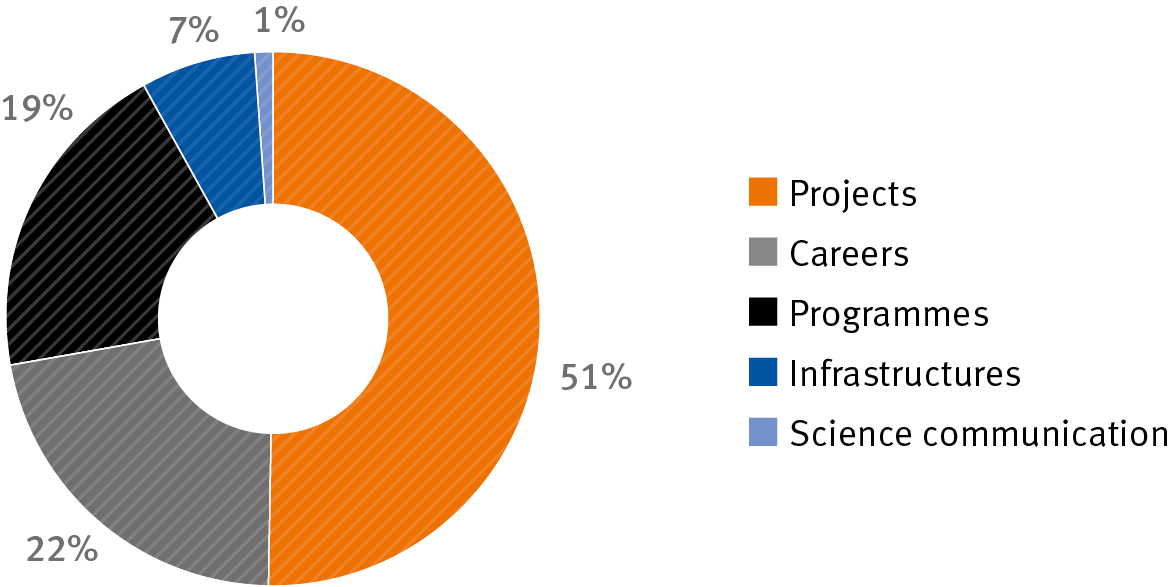 1%
7%
19%
51%
22%
Projects
Careers
Programmes
Infrastructures
Science communication